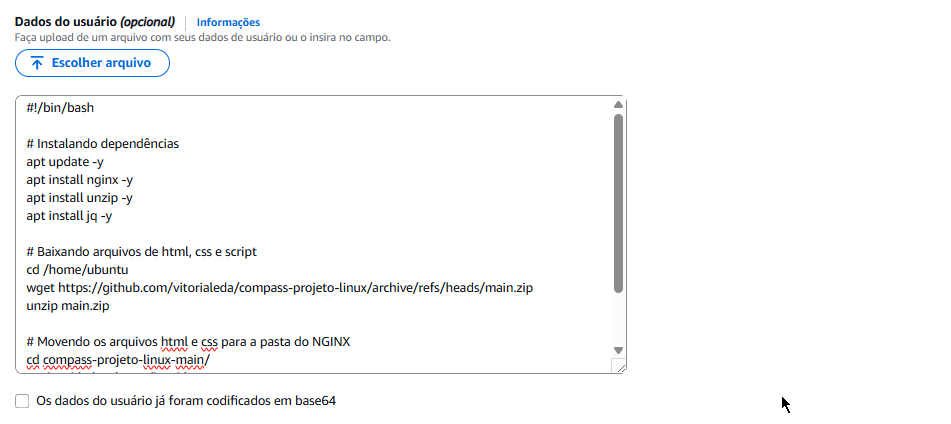 Dados do usuário (opcional) | Informações
Faça upload de um arquivo com seus dados de usuário ou o insira no campo.
Escolher arquivo
#!/bin/bash
# Instalando dependências
apt update -y
apt install nginx -y
apt install unzip -y
apt install jq -y
# Baixando arquivos de html, css e script
cd /home/ubuntu
wget https://github.com/vitorialeda/compass-projeto-linux/archive/refs/heads/main.zip
unzip main.zip
# Movendo os arquivos html e css para a pasta do NGINX
cd compass-projeto-linux-main/
Os dados do usuário já foram codificados em base64